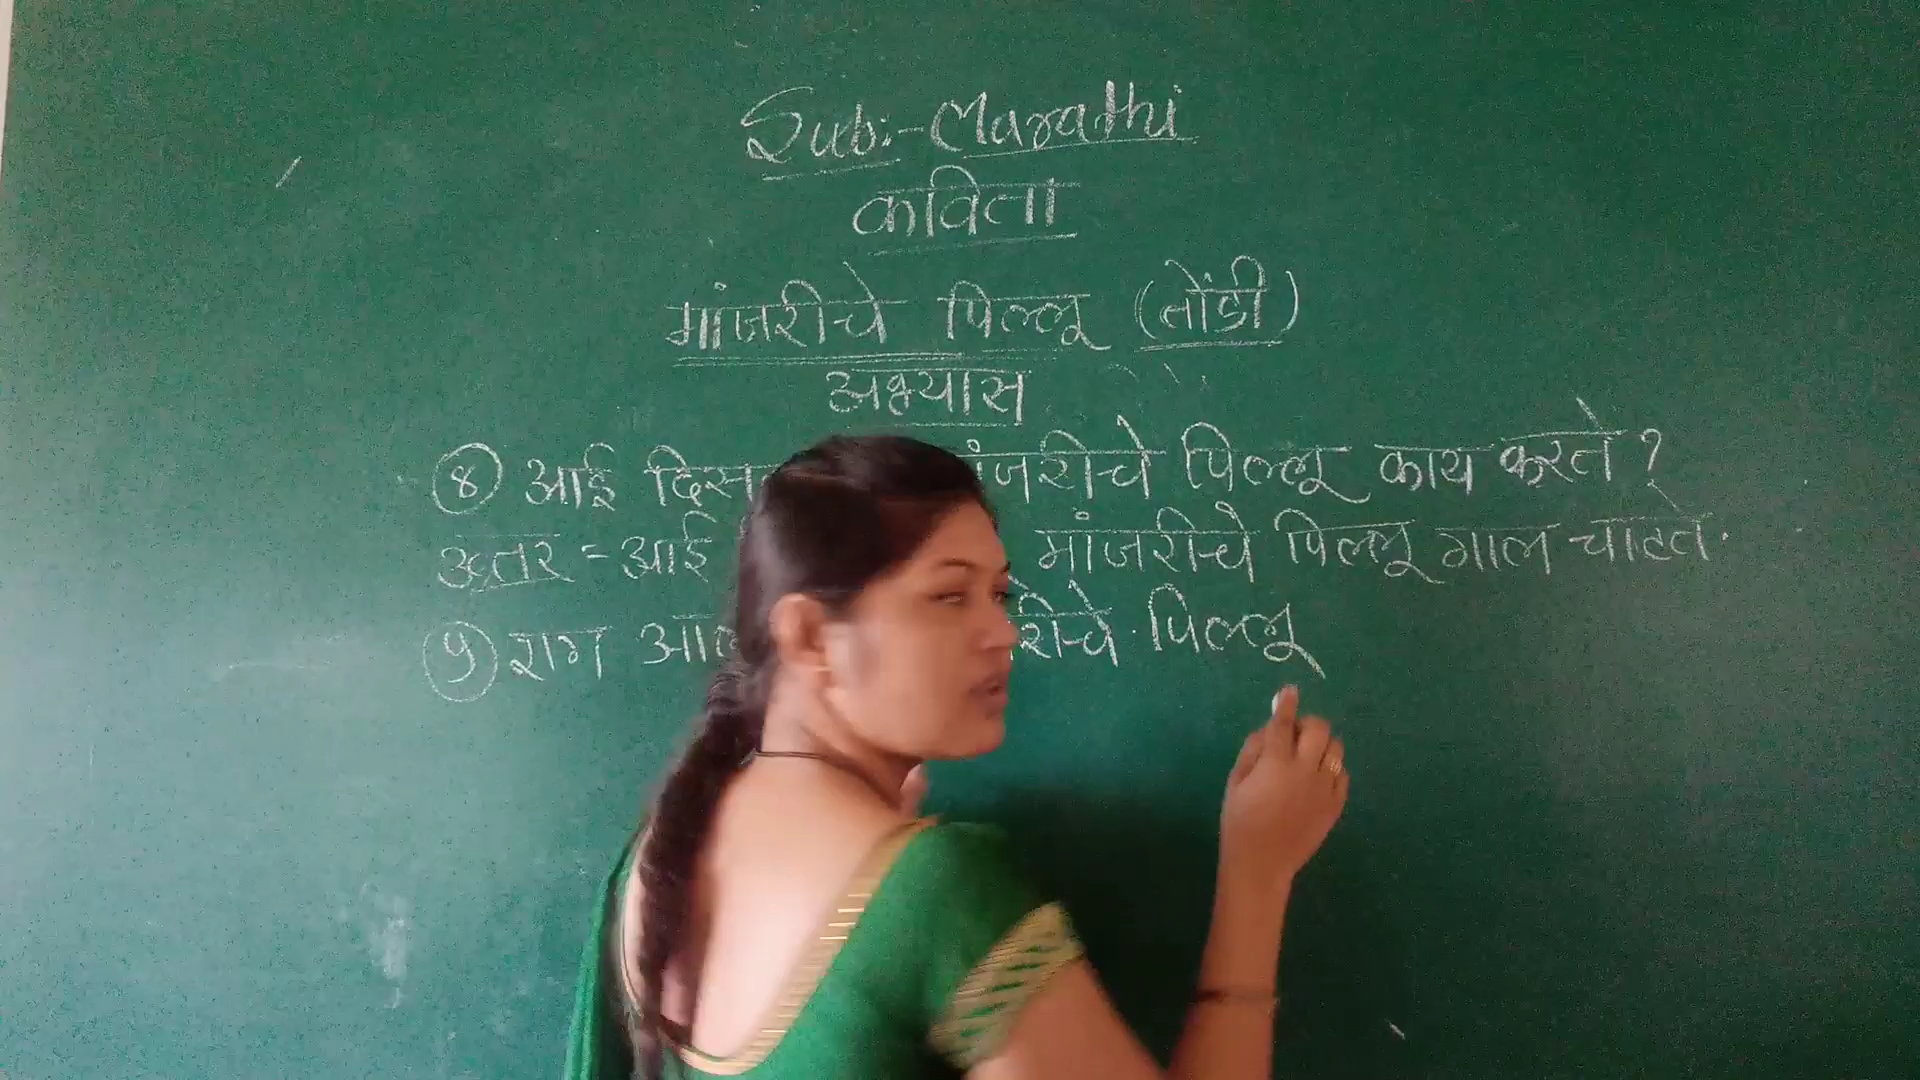 Sub:- Marathi
कविता
मांजरीचे पिल्लू (तोंडी)
अभ्यास
४ आई काय मांजरीचे पिल्लू काय करते?
उत्तर = आई मांजरीचे पिल्लू गाल चाटते.
५ राग पिल्लू